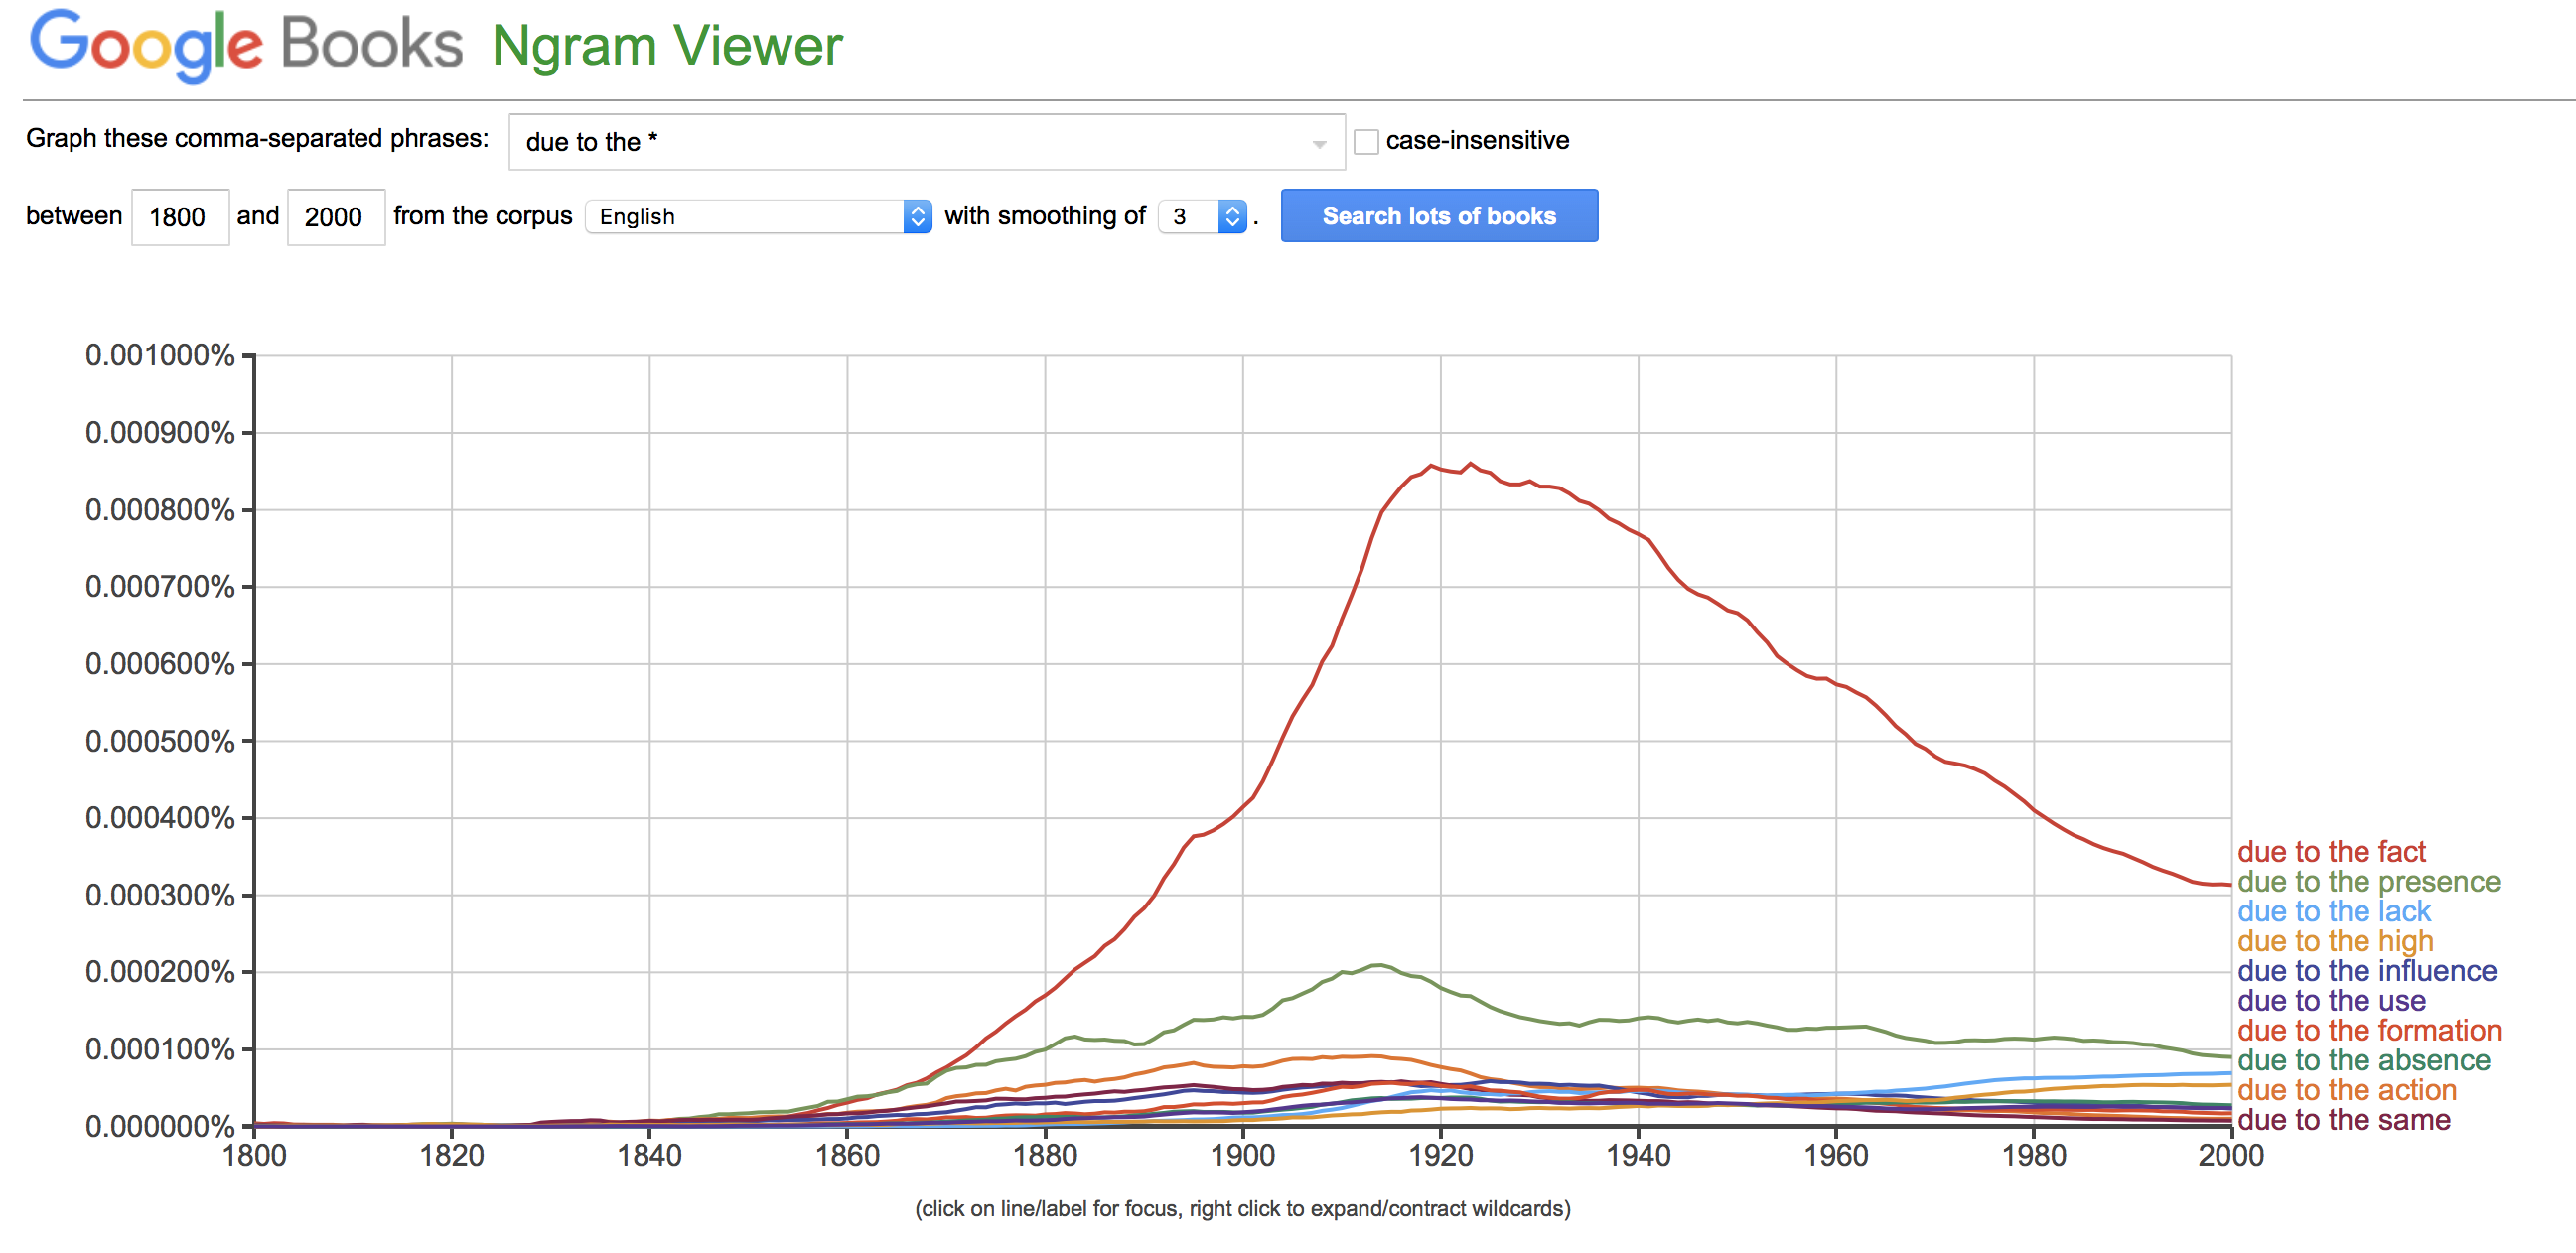 Google Books Ngram Viewer
Graph these comma-separated phrases: due to the * case-insensitive
between 1800 and 2000 from the corpus English with smoothing of 3 . Search lots of books
0.001000%
0.000900%
0.000800%
0.000700%
0.000600%
0.000500%
0.000400%
0.000300%
0.000200%
0.000100%
0.000000%
due to the fact
due to the presence
due to the lack
due to the high
due to the influence
due to the use
due to the formation
due to the absence
due to the action
due to the same
1800 1820 1840 1860 1880 1900 1920 1940 1960 1980 2000
(click on line/label for focus, right click to expand/contract wildcards)